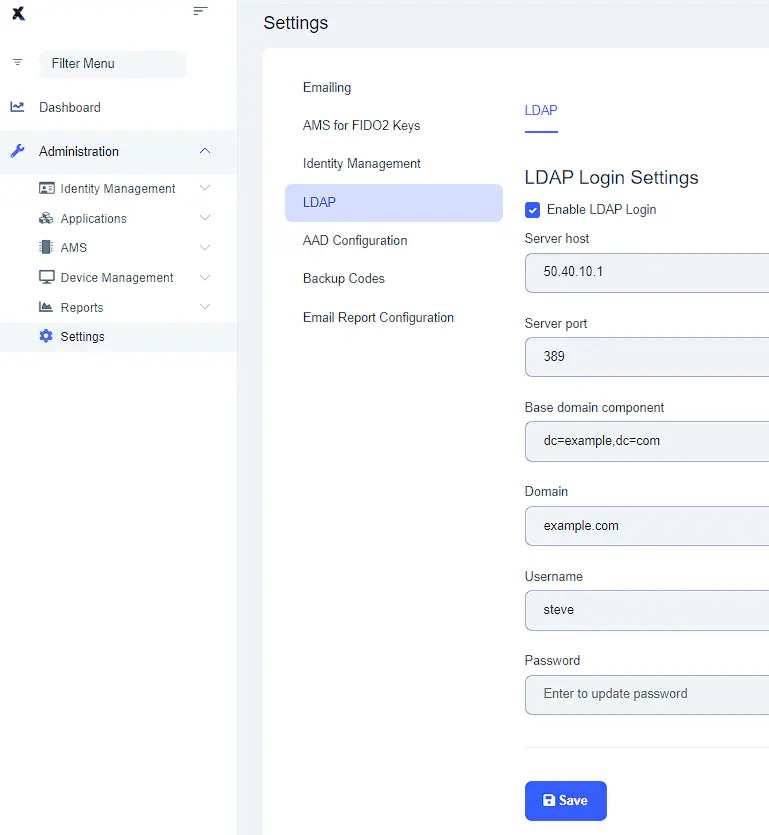 X
Filter Menu
Dashboard
Administration
Identity Management
Applications
AMS
Device Management
Reports
Settings
Settings
Emailing
AMS for FIDO2 Keys
Identity Management
LDAP
AAD Configuration
Backup Codes
Email Report Configuration
LDAP
LDAP Login Settings
Enable LDAP Login
Server host
50.40.10.1
Server port
389
Base domain component
dc=example,dc=com
Domain
example.com
Username
steve
Password
Enter to update password
Save